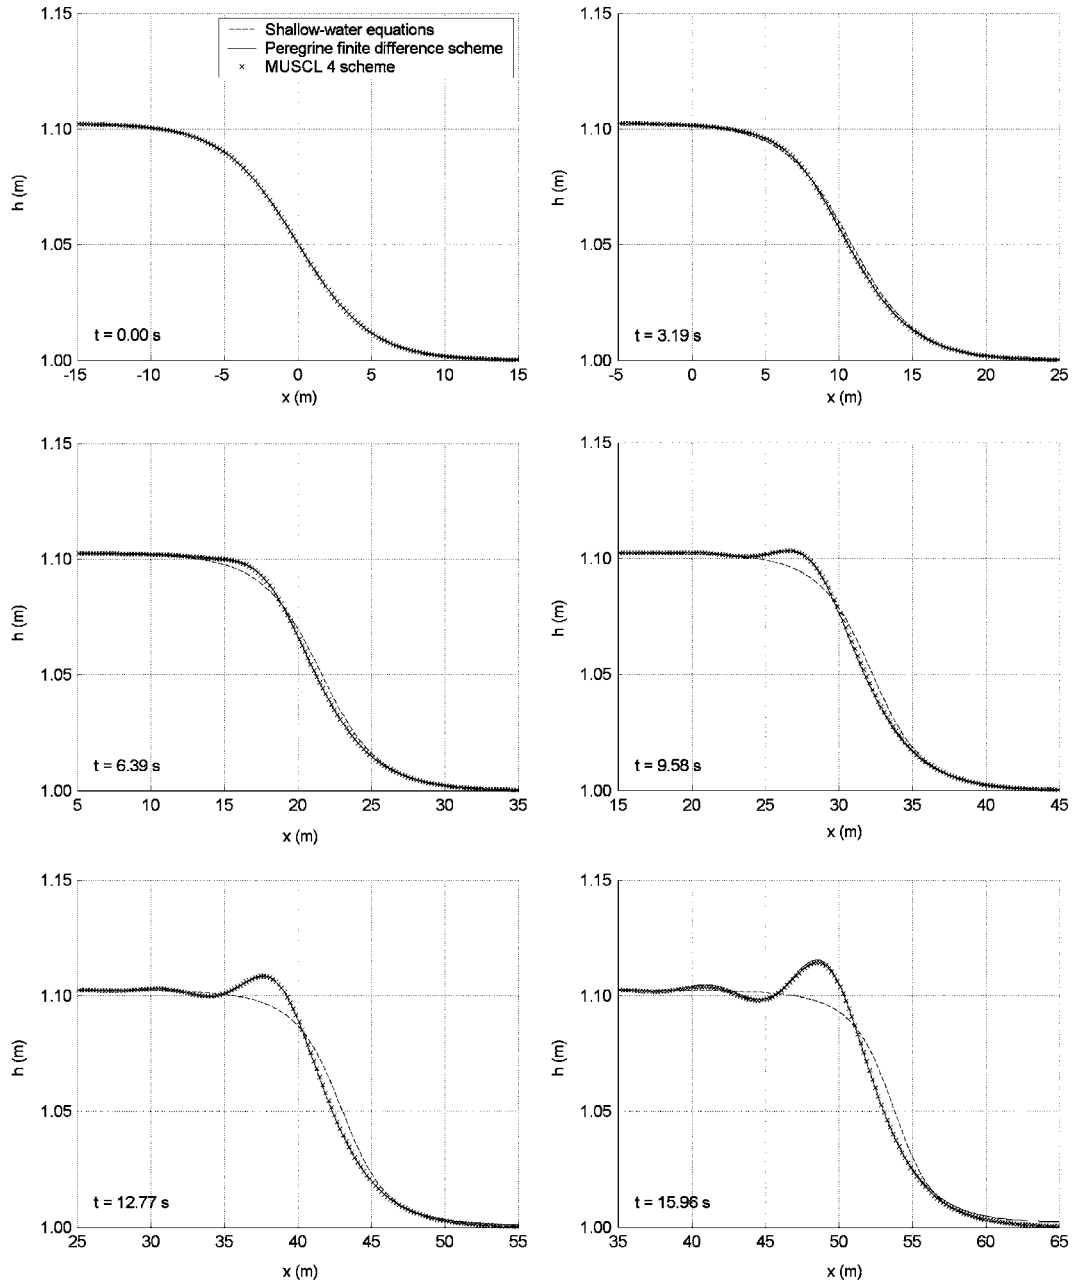 1.15
--- Shallow-water equations
— Peregrine finite difference scheme
× MUSCL 4 scheme
1.10
h (m)
1.05
t = 0.00 s
1.00
-15 -10 -5 0 5 10 15
x (m)
1.15
1.10
h (m)
1.05
t = 3.19 s
1.00
-5 0 5 10 15 20 25
x (m)
1.15
1.10
h (m)
1.05
t = 6.39 s
1.00
5 10 15 20 25 30 35
x (m)
1.15
1.10
h (m)
1.05
t = 9.58 s
1.00
15 20 25 30 35 40 45
x (m)
1.15
1.10
h (m)
1.05
t = 12.77 s
1.00
25 30 35 40 45 50 55
x (m)
1.15
1.10
h (m)
1.05
t = 15.96 s
1.00
35 40 45 50 55 60 65
x (m)